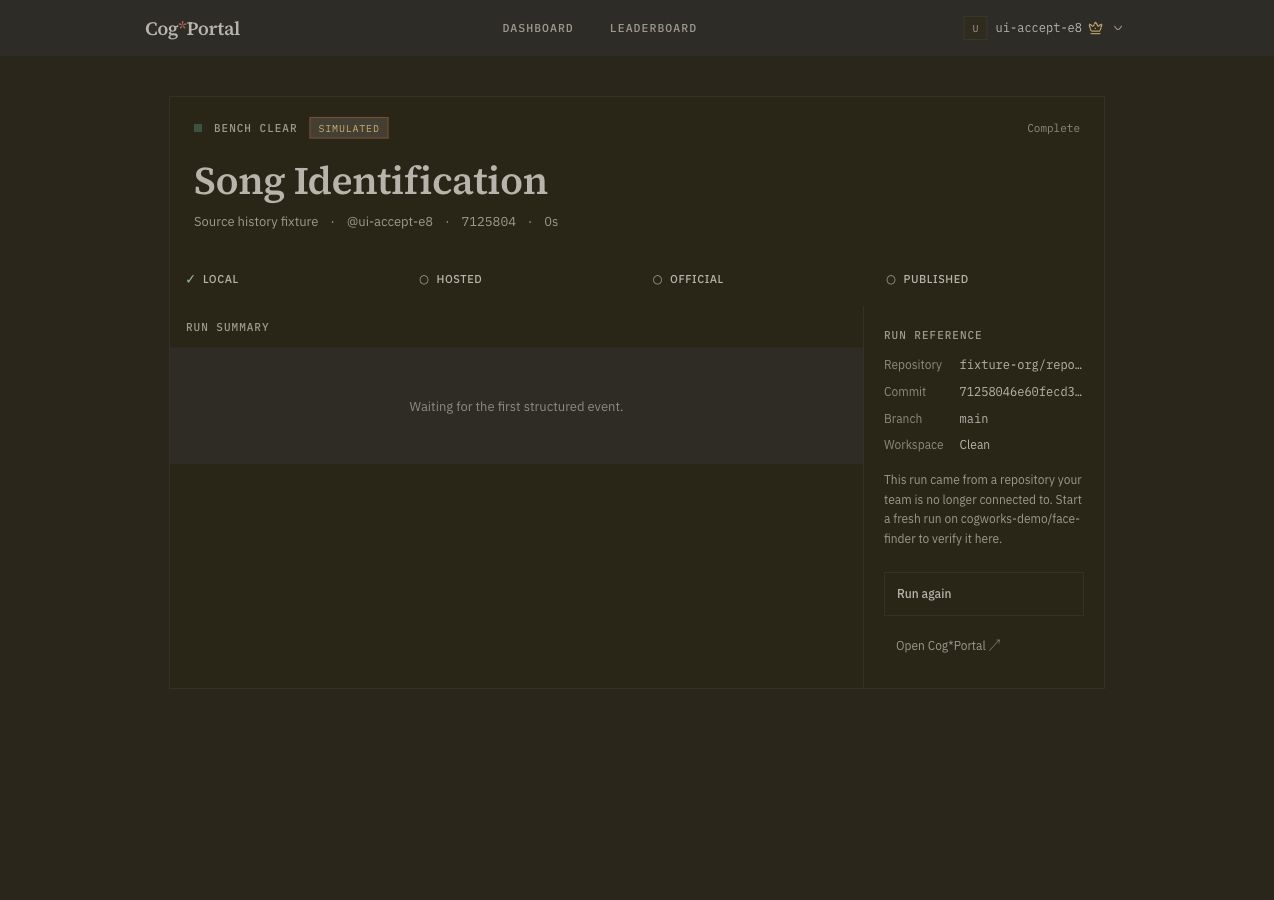 Cog*Portal
DASHBOARD
LEADERBOARD
U
ui-accept-e8
BENCH CLEAR
SIMULATED
Complete
Song Identification
Source history fixture · @ui-accept-e8 · 7125804 · 0s
✓ LOCAL
○ HOSTED
○ OFFICIAL
○ PUBLISHED
RUN SUMMARY
Waiting for the first structured event.
RUN REFERENCE
Repository fixture-org/repo…
Commit 71258046e60fecd3…
Branch main
Workspace Clean
This run came from a repository your
team is no longer connected to. Start
a fresh run on cogworks-demo/face-
finder to verify it here.
Run again
Open Cog*Portal ↗